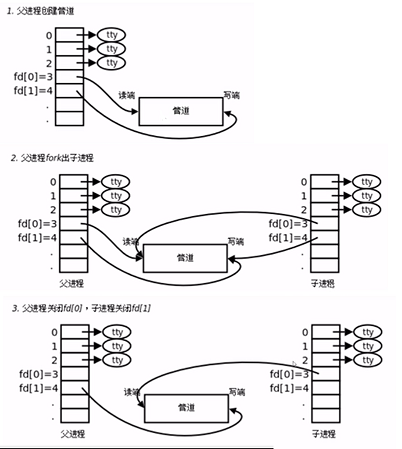 1. 父进程创建管道
0 tty
1 tty
2 tty
fd[0]=3 读端 写端
fd[1]=4 管道
.
.
2. 父进程fork出子进程
0 tty 0 tty
1 tty 1 tty
2 tty 2 tty
fd[0]=3 fd[0]=3
fd[1]=4 读端 写端 fd[1]=4
. 管道 .
. .
父进程 子进程
3. 父进程关闭fd[0]，子进程关闭fd[1]
0 tty 0 tty
1 tty 1 tty
2 tty 2 tty
fd[0]=3 fd[0]=3
fd[1]=4 读端 写端 fd[1]=4
. 管道 .
. .
父进程 子进程